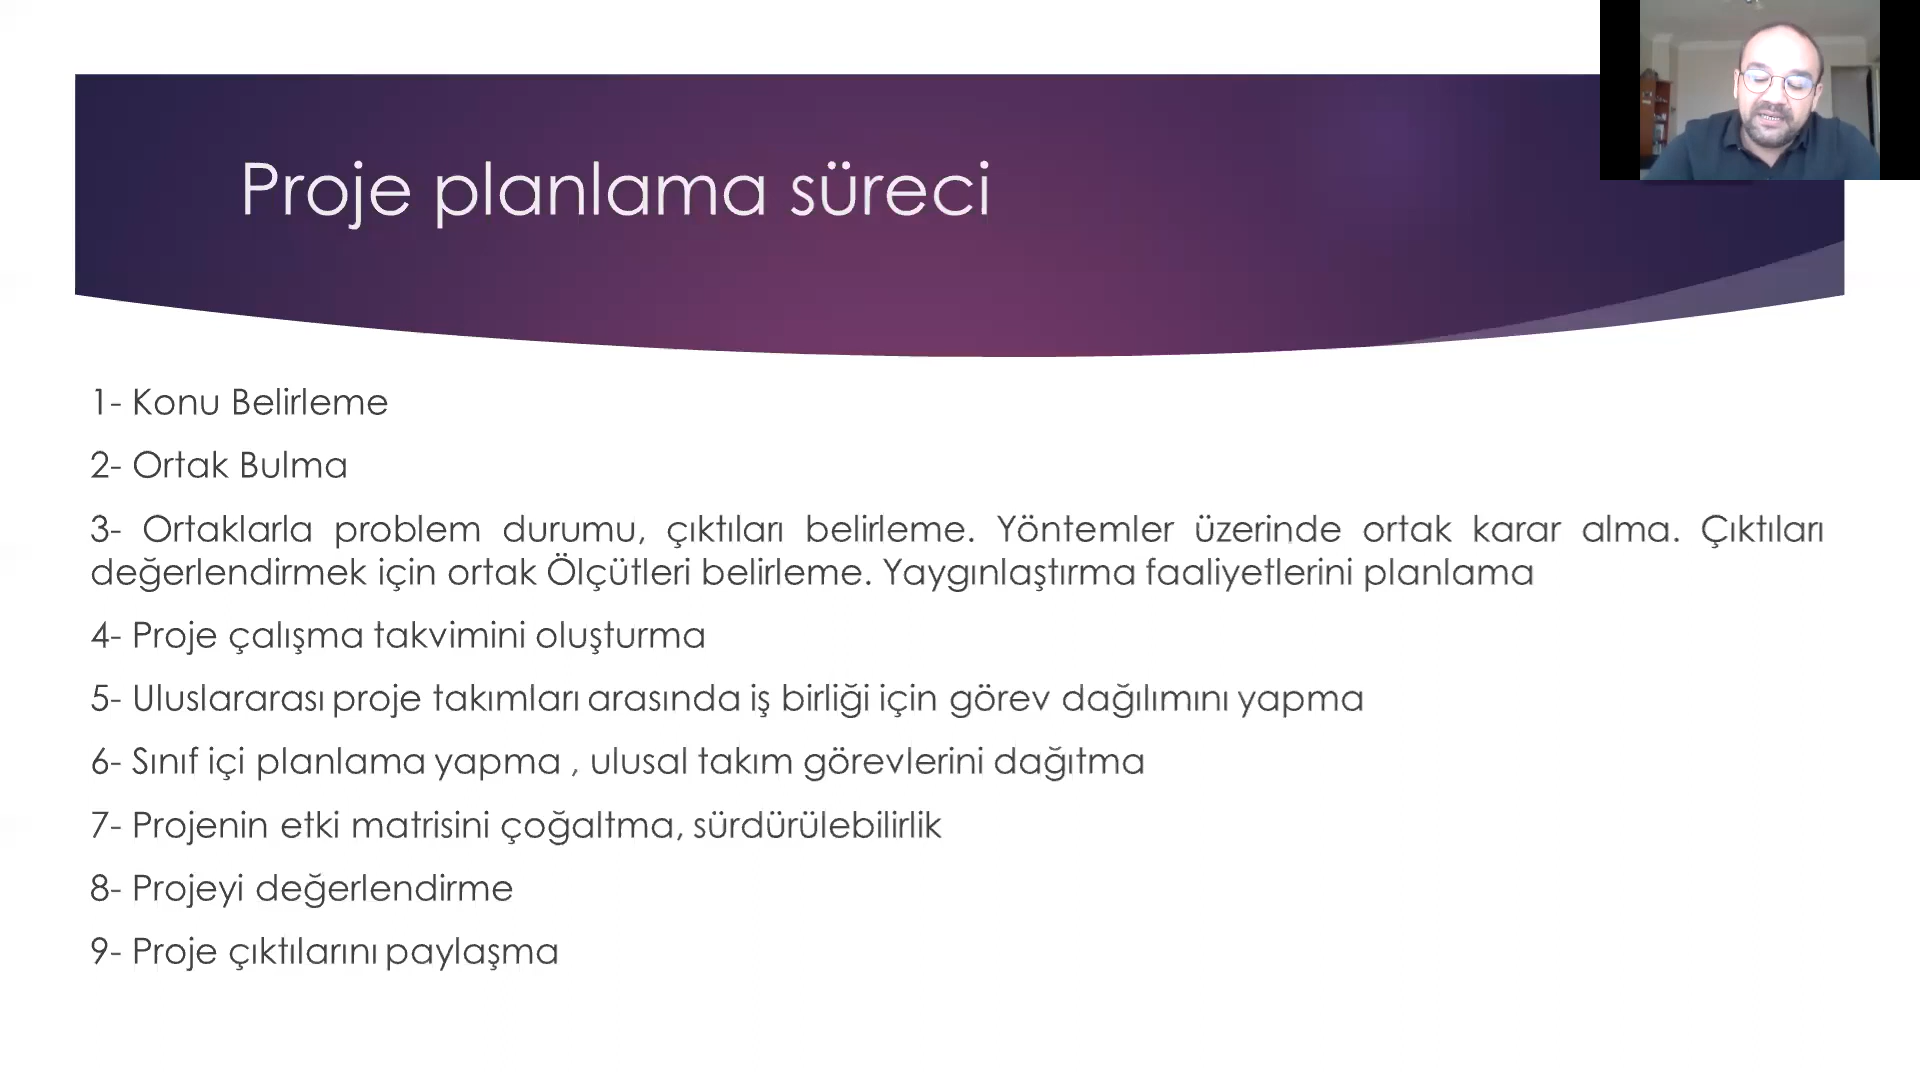 Proje planlama süreci
1- Konu Belirleme
2- Ortak Bulma
3- Ortaklarla problem durumu, çıktıları belirleme. Yöntemler üzerinde ortak karar alma. Çıktıları
değerlendirmek için ortak Ölçütleri belirleme. Yaygınlaştırma faaliyetlerini planlama
4- Proje çalışma takvimini oluşturma
5- Uluslararası proje takımları arasında iş birliği için görev dağılımını yapma
6- Sınıf içi planlama yapma , ulusal takım görevlerini dağıtma
7- Projenin etki matrisini çoğaltma, sürdürülebilirlik
8- Projeyi değerlendirme
9- Proje çıktılarını paylaşma